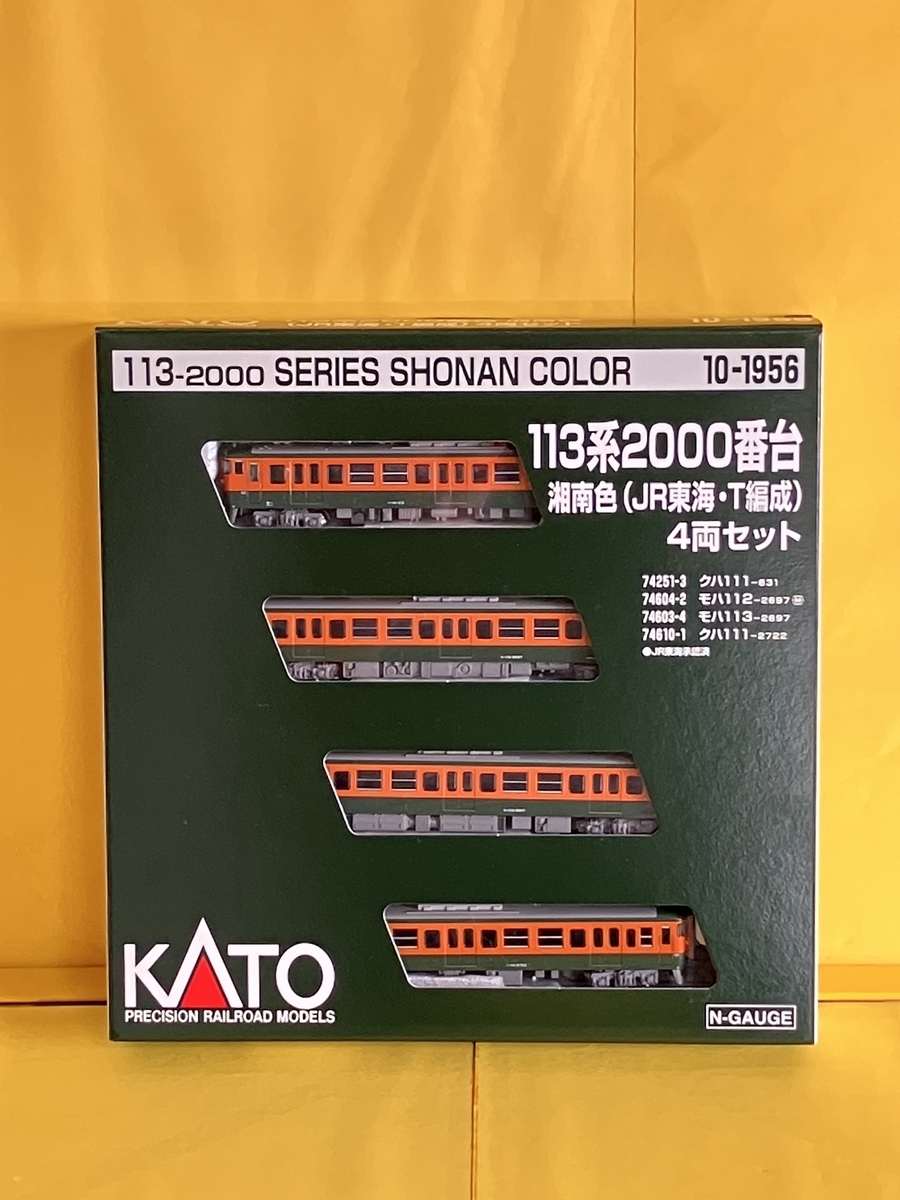 113-2000 SERIES SHONAN COLOR 10-1956
113系2000番台
湘南色(JR東海・T編成)
4両セット
74251-3 クハ111-631
74604-2 モハ112-2697 M
74603-4 モハ113-2697
74610-1 クハ111-2722
●JR東海承認済
KATO
PRECISION RAILROAD MODELS
N-GAUGE